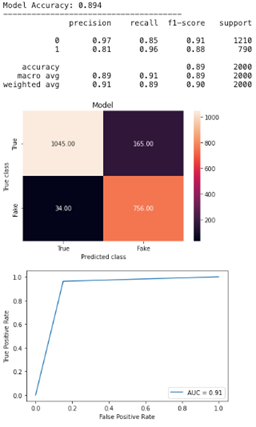 Model Accuracy: 0.894
precision recall f1-score support
0 0.97 0.85 0.91 1210
1 0.81 0.96 0.88 790
accuracy 0.89 2000
macro avg 0.89 0.91 0.89 2000
weighted avg 0.91 0.89 0.90 2000
Model
True class
True
Fake
1045.00 165.00
34.00 756.00
1000
800
600
400
200
True Fake
Predicted class
True Positive Rate
1.0
0.8
0.6
0.4
0.2
0.0
AUC = 0.91
0.0 0.2 0.4 0.6 0.8 1.0
False Positive Rate